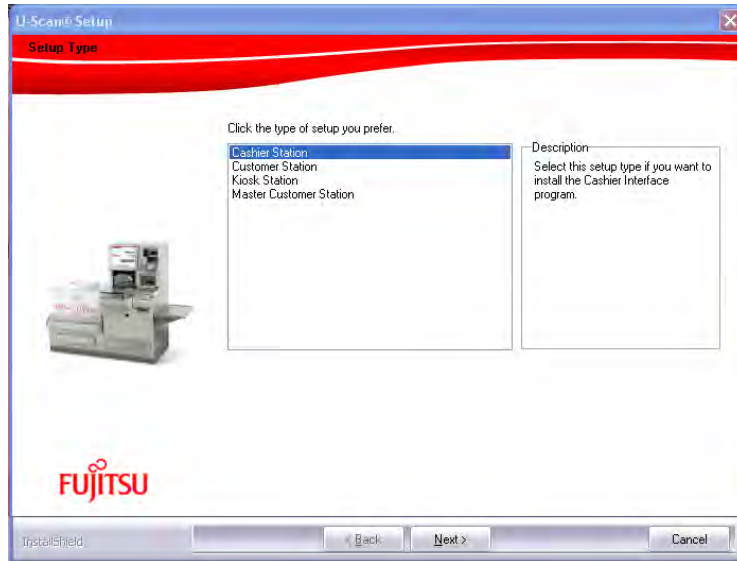 U-Scan® Setup
Setup Type
Click the type of setup you prefer.
Cashier Station
Customer Station
Kiosk Station
Master Customer Station
Description
Select this setup type if you want to
install the Cashier Interface
program.
FUJITSU
InstallShield
< Back
Next >
Cancel